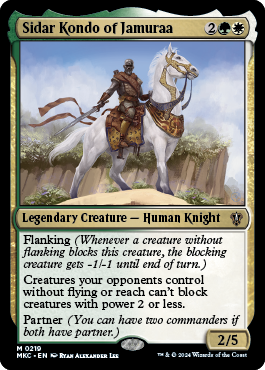 Sidar Kondo of Jamuraa 2
Legendary Creature — Human Knight
Flanking (Whenever a creature without
flanking blocks this creature, the blocking
creature gets -1/-1 until end of turn.)
Creatures your opponents control
without flying or reach can't block
creatures with power 2 or less.
Partner (You can have two commanders if
both have partner.)
2/5
M 0219
MKC • EN Ryan Alexander Lee
™ & © 2024 Wizards of the Coast